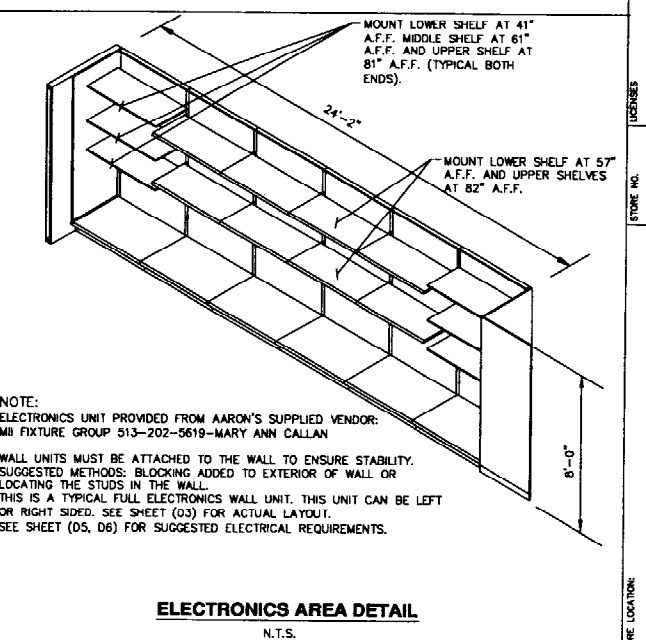 MOUNT LOWER SHELF AT 41"
A.F.F. MIDDLE SHELF AT 61"
A.F.F. AND UPPER SHELF AT
81" A.F.F. (TYPICAL BOTH
ENDS).
24'-2"
MOUNT LOWER SHELF AT 57"
A.F.F. AND UPPER SHELVES
AT 82" A.F.F.
8'-0"
NOTE:
ELECTRONICS UNIT PROVIDED FROM AARON'S SUPPLIED VENDOR:
FIXTURE GROUP 513-202-5619-MARY ANN CALLAN
WALL UNITS MUST BE ATTACHED TO THE WALL TO ENSURE STABILITY.
SUGGESTED METHODS: BLOCKING ADDED TO EXTERIOR OF WALL OR
LOCATING THE STUDS IN THE WALL.
THIS IS A TYPICAL FULL ELECTRONICS WALL UNIT. THIS UNIT CAN BE LEFT
OR RIGHT SIDED. SEE SHEET (D3) FOR ACTUAL LAYOUT.
SEE SHEET (D5, D6) FOR SUGGESTED ELECTRICAL REQUIREMENTS.
ELECTRONICS AREA DETAIL
N.T.S.
LICENSES
STORE NO.
RE LOCATION: